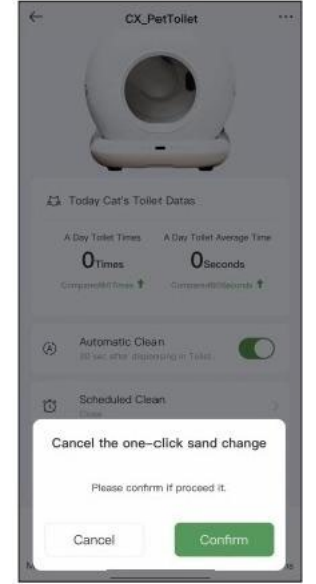 CX_PetToilet
Today Cat's Toilet Datas
A Day Toilet Times
A Day Toilet Average Time
0Times
0Seconds
Automatic Clean
Scheduled Clean
Close
Cancel the one-click sand change
Please confirm if proceed it.
Cancel
Confirm